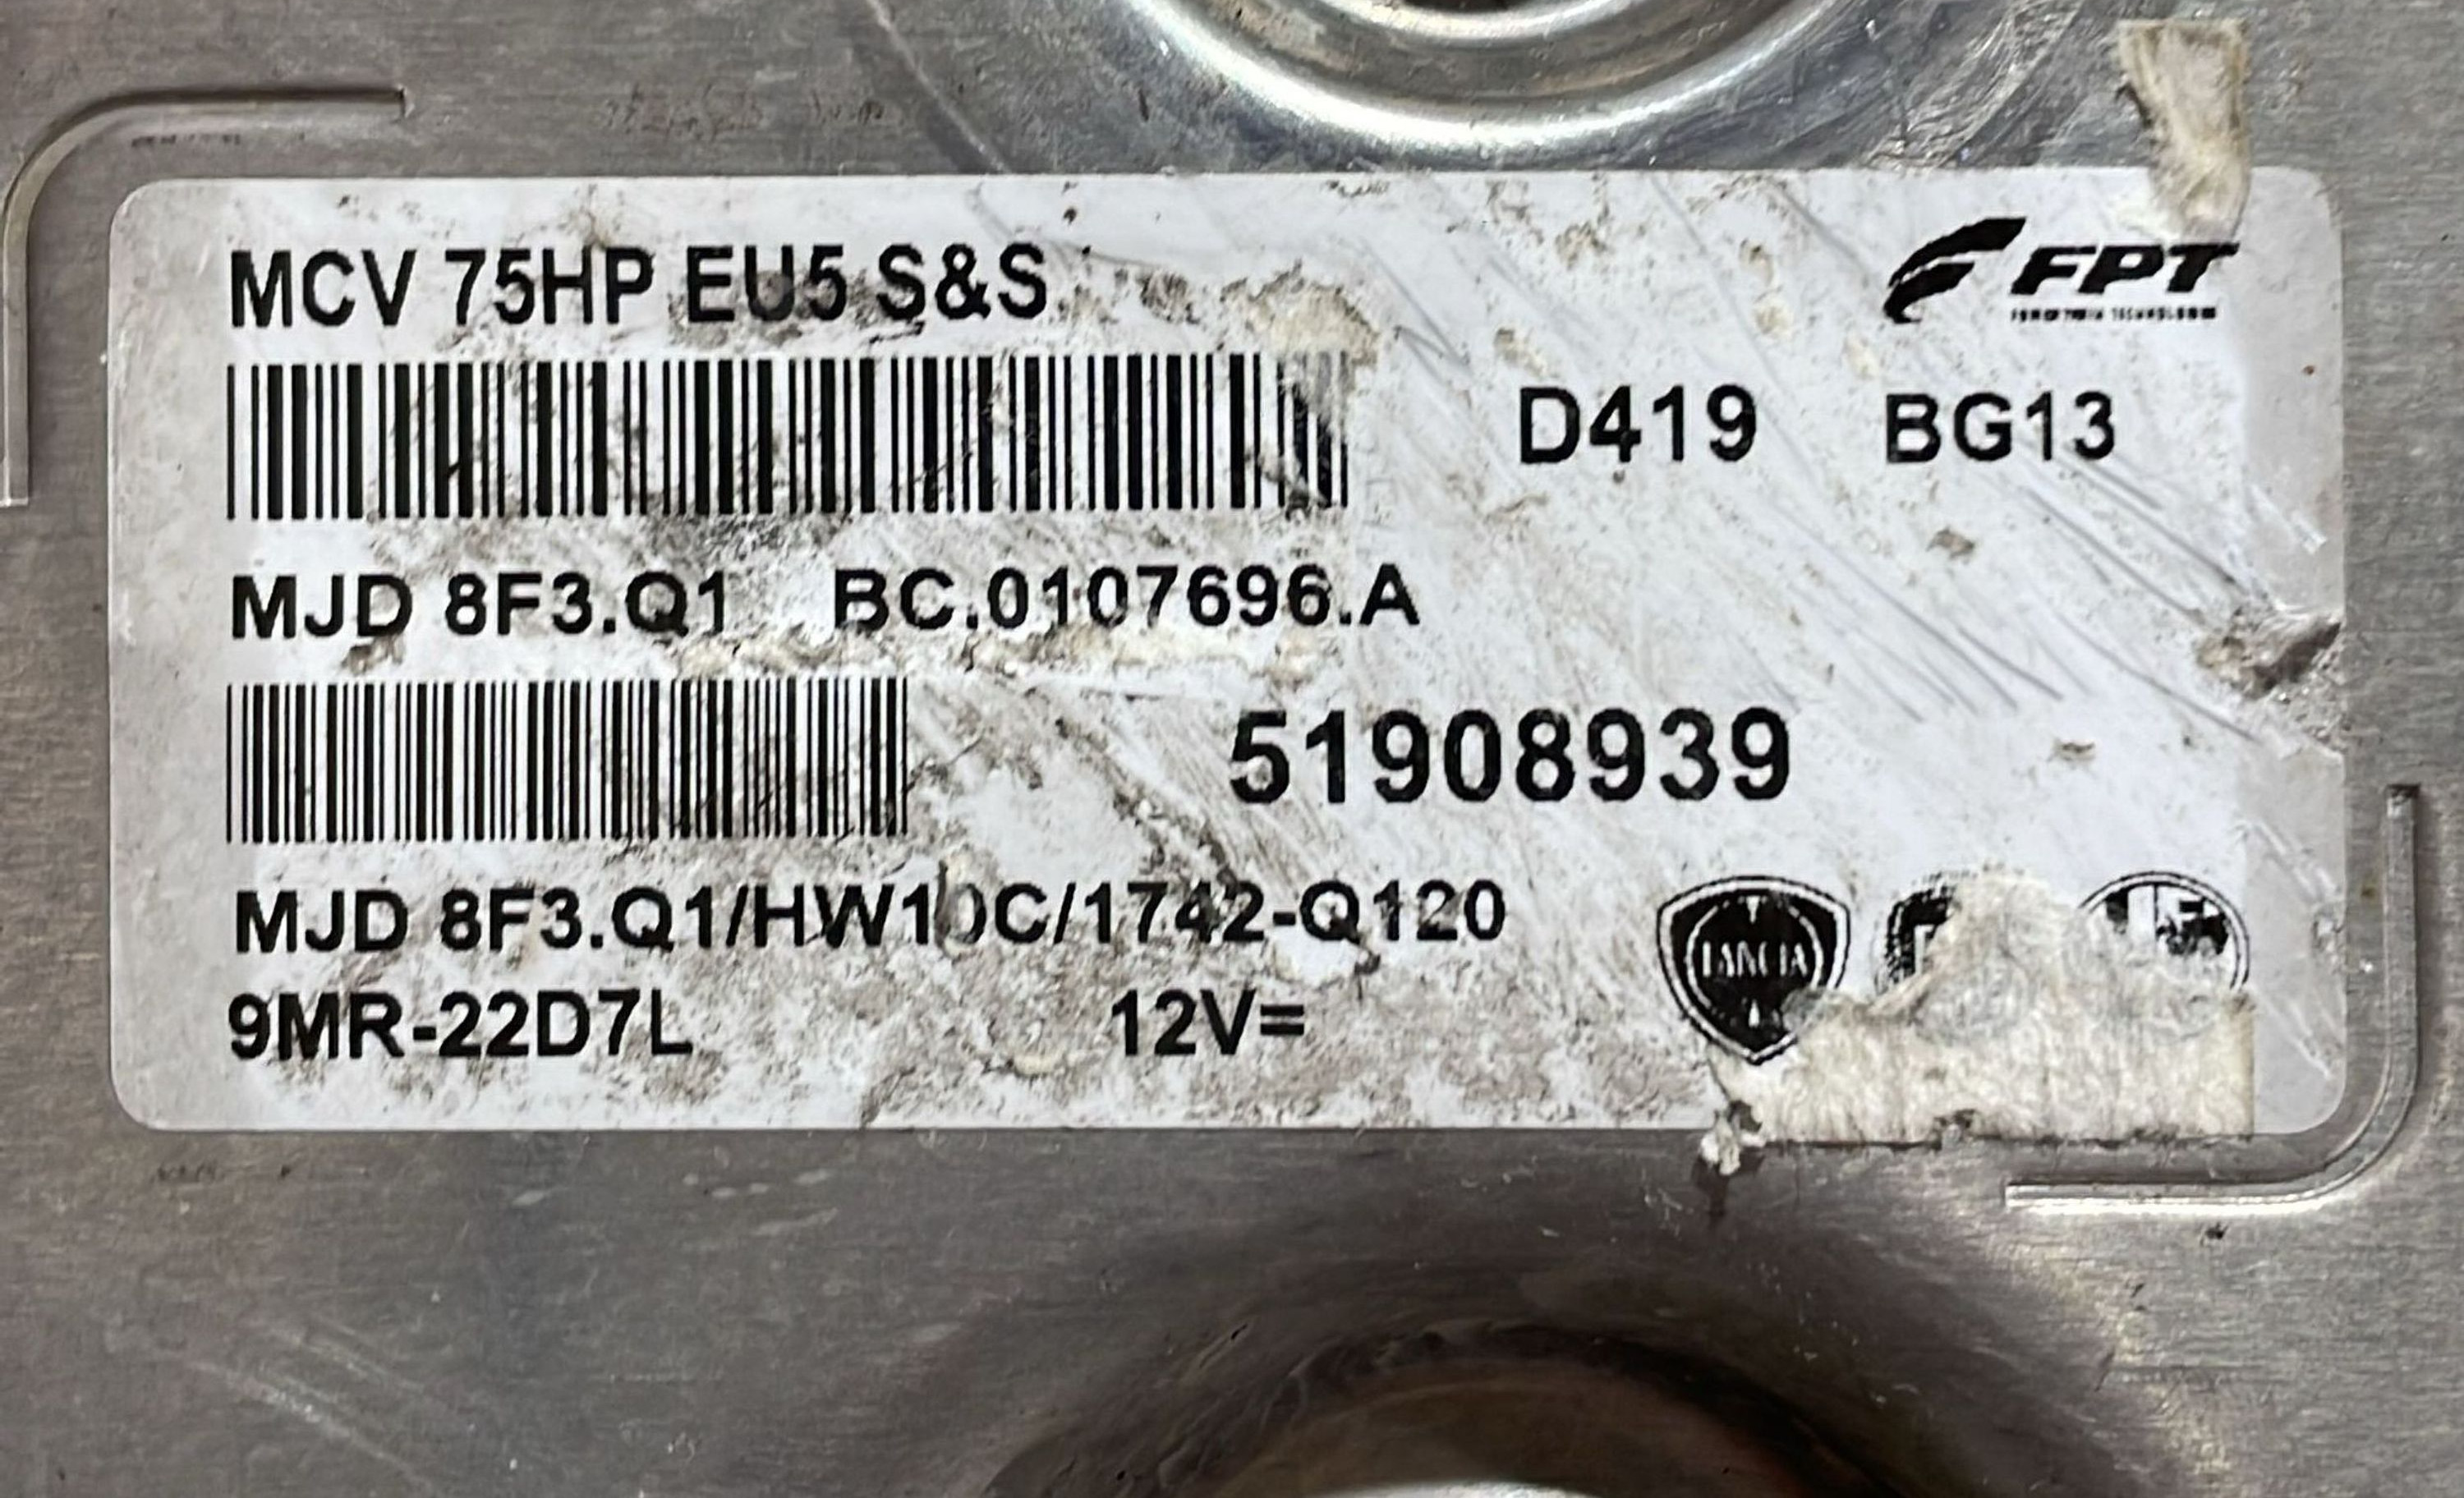 MCV 75HP EU5 S&S
FPT
D419 BG13
MJD 8F3.Q1 BC.0107696.A
51908939
MJD 8F3.Q1/HW10C/1742-Q120
LANCIA
9MR-22D7L 12V=